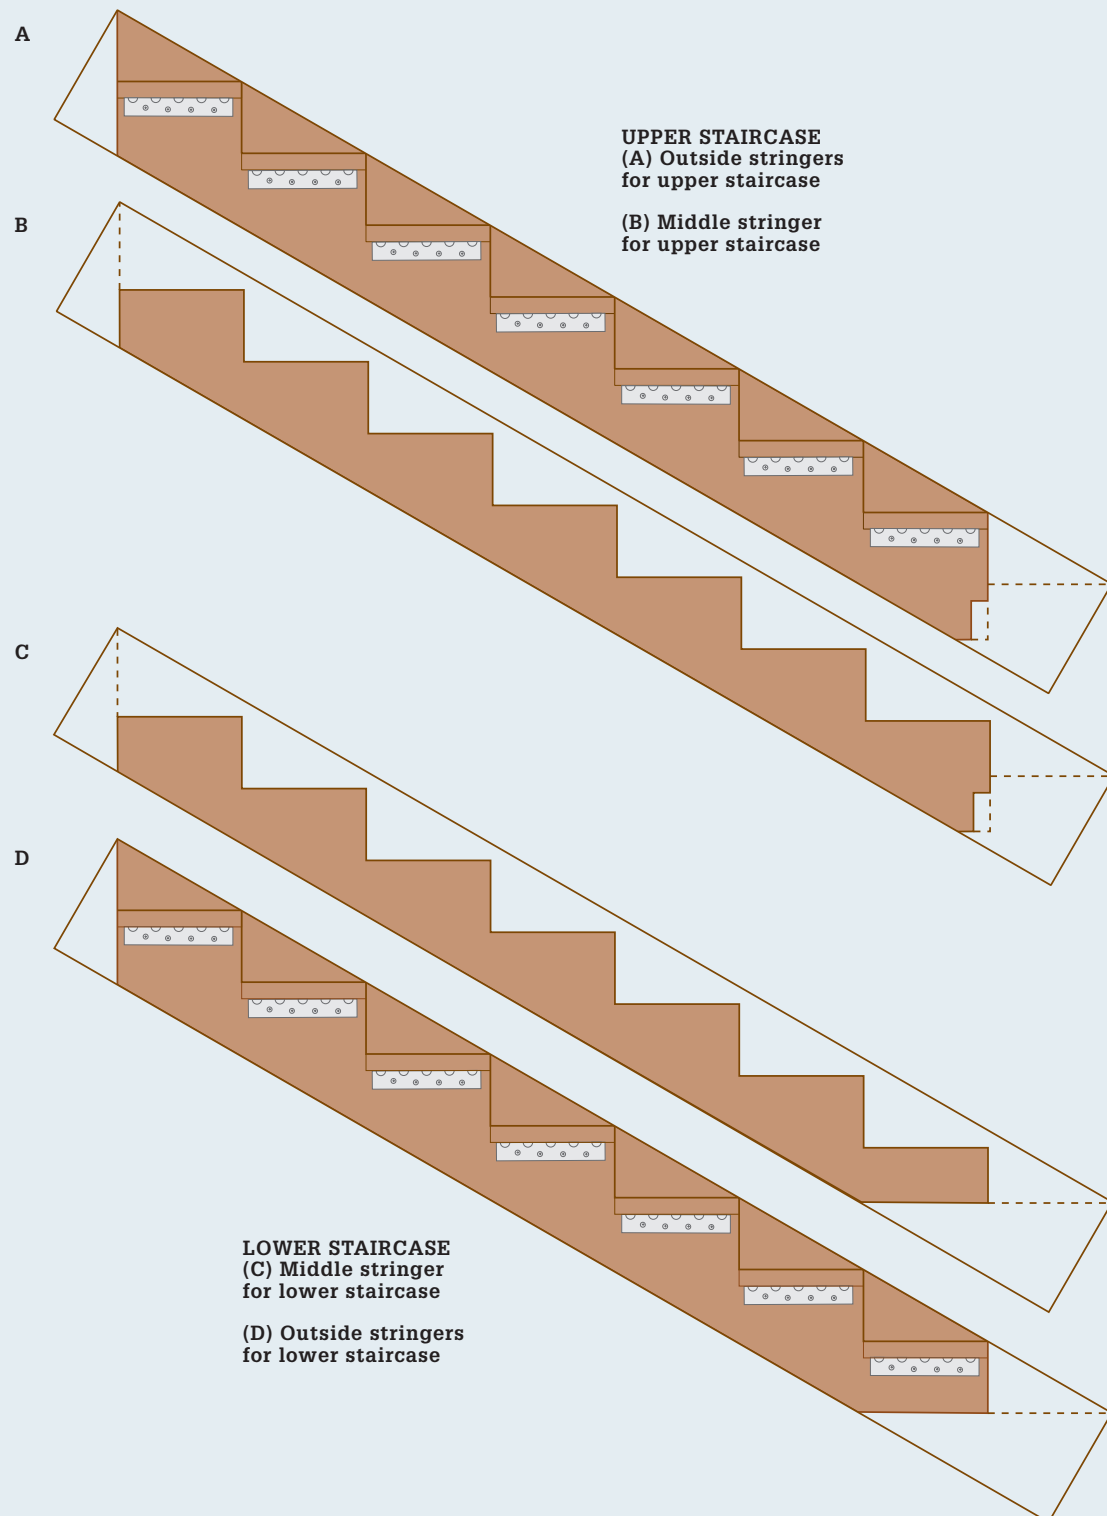 A
UPPER STAIRCASE
(A) Outside stringers
for upper staircase
B
(B) Middle stringer
for upper staircase
C
D
LOWER STAIRCASE
(C) Middle stringer
for lower staircase
(D) Outside stringers
for lower staircase